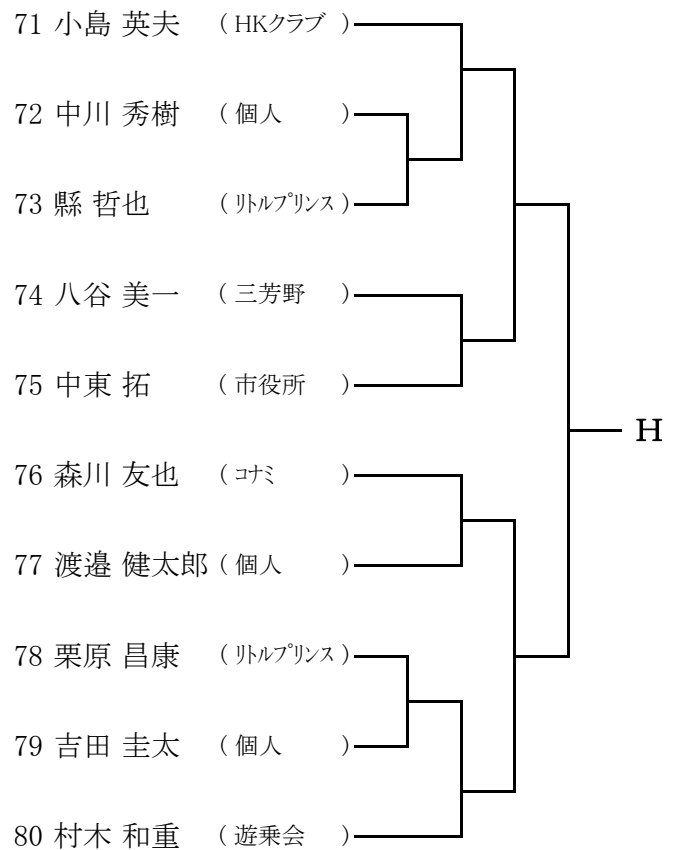 71 小島 英夫 ( HKクラブ )
72 中川 秀樹 ( 個人 )
73 縣 哲也 ( リトルプリンス )
74 八谷 美一 ( 三芳野 )
75 中東 拓 ( 市役所 )
76 森川 友也 ( コナミ )
77 渡邉 健太郎 ( 個人 )
H
78 栗原 昌康 ( リトルプリンス )
79 吉田 圭太 ( 個人 )
80 村木 和重 ( 遊乗会 )